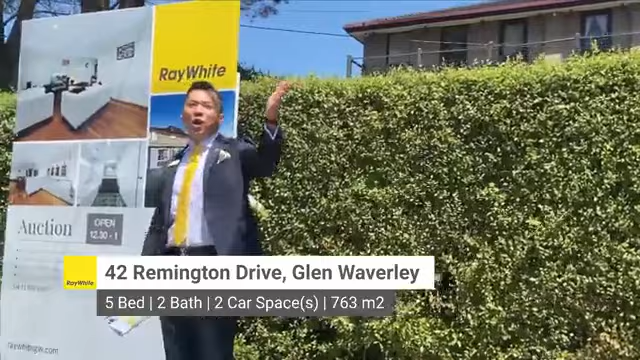 RayWhite
Auction
OPEN
12.30 - 1
RayWhite
42 Remington Drive, Glen Waverley
5 Bed | 2 Bath | 2 Car Space(s) | 763 m2